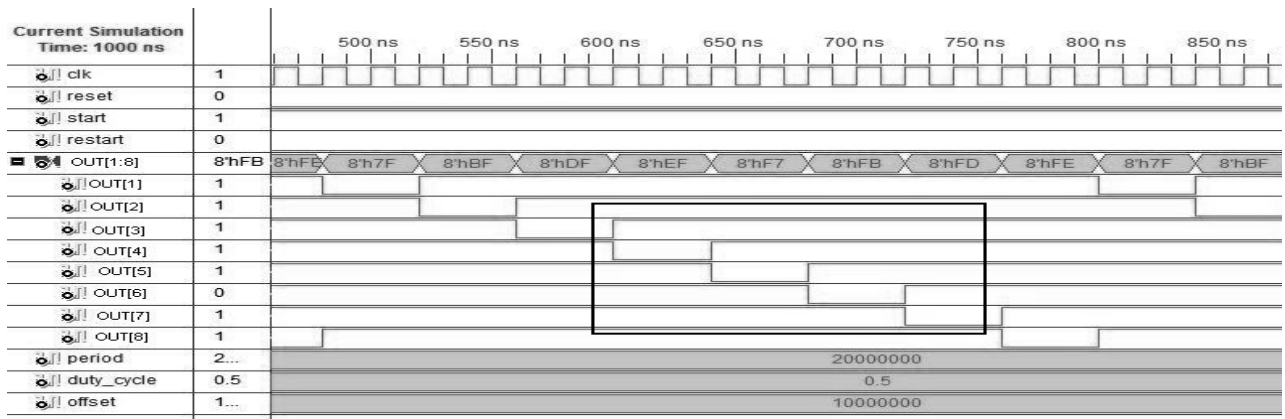 Current Simulation
Time: 1000 ns
500 ns 550 ns 600 ns 650 ns 700 ns 750 ns 800 ns 850 ns
clk 1
reset 0
start 1
restart 0
OUT[1:8] 8'hFB 8'hFE 8'h7F 8'hBF 8'hDF 8'hEF 8'hF7 8'hFB 8'hFD 8'hFE 8'h7F 8'hBF
OUT[1] 1
OUT[2] 1
OUT[3] 1
OUT[4] 1
OUT[5] 1
OUT[6] 0
OUT[7] 1
OUT[8] 1
period 2... 20000000
duty_cycle 0.5 0.5
offset 1... 10000000